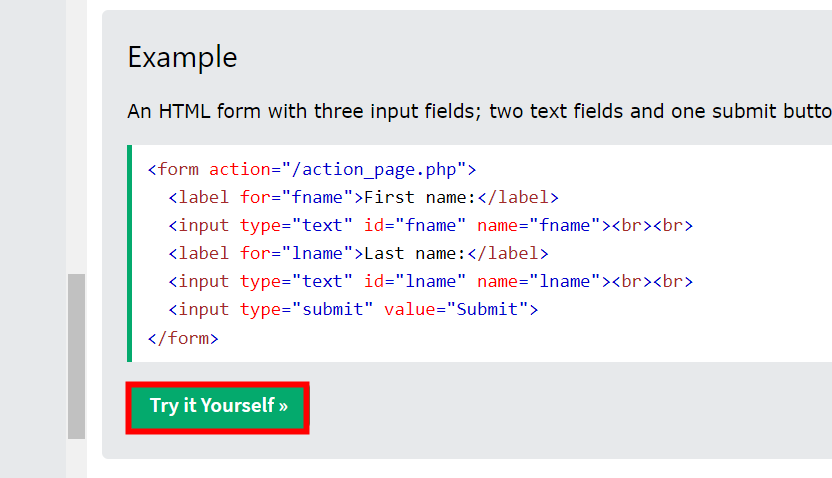 Example
An HTML form with three input fields; two text fields and one submit butto
<form action="/action_page.php">
  <label for="fname">First name:</label>
  <input type="text" id="fname" name="fname"><br><br>
  <label for="lname">Last name:</label>
  <input type="text" id="lname" name="lname"><br><br>
  <input type="submit" value="Submit">
</form>
Try it Yourself »